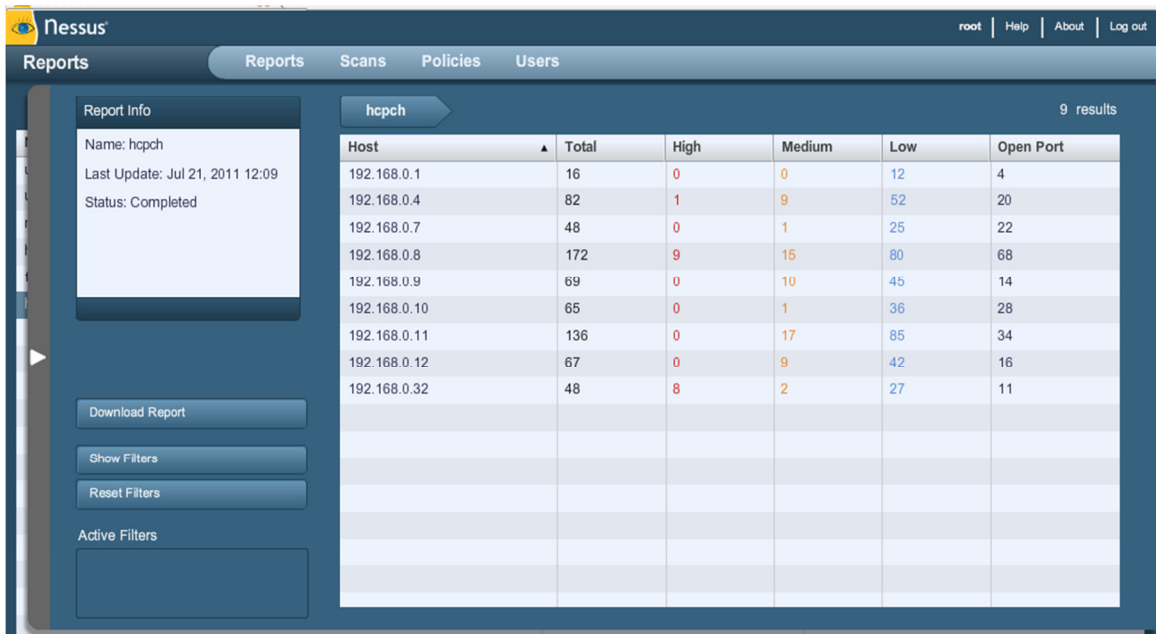 Nessus
root | Help | About | Log out
Reports
Reports Scans Policies Users
Report Info
Name: hcpch
Last Update: Jul 21, 2011 12:09
Status: Completed
Download Report
Show Filters
Reset Filters
Active Filters
hcpch
9 results
Host Total High Medium Low Open Port
192.168.0.1 16 0 0 12 4
192.168.0.4 82 1 9 52 20
192.168.0.7 48 0 1 25 22
192.168.0.8 172 9 15 80 68
192.168.0.9 69 0 10 45 14
192.168.0.10 65 0 1 36 28
192.168.0.11 136 0 17 85 34
192.168.0.12 67 0 9 42 16
192.168.0.32 48 8 2 27 11